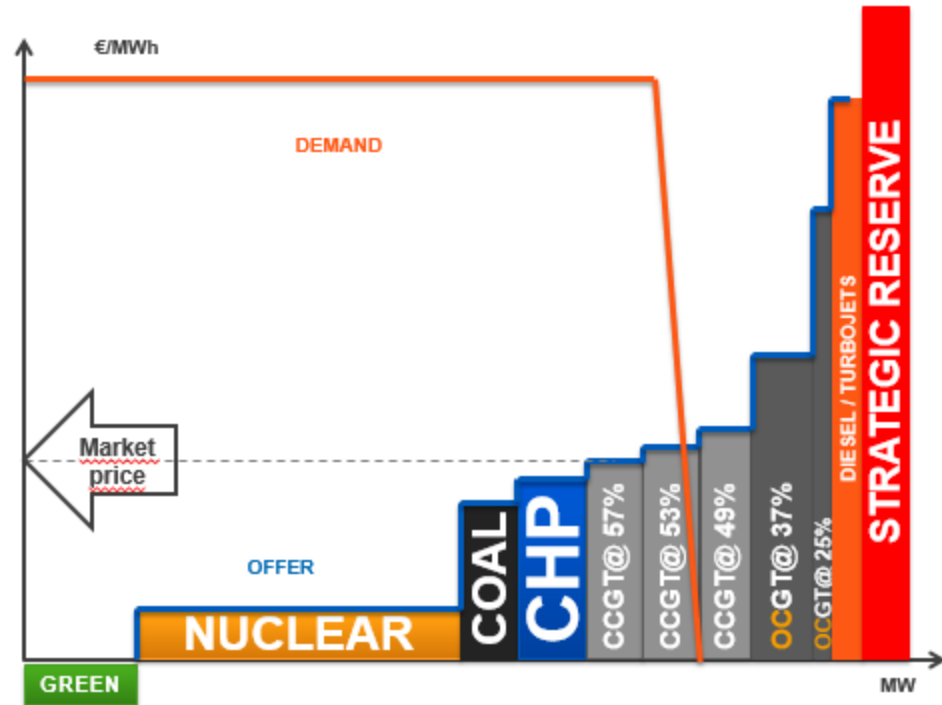 €/MWh
DEMAND
Market
price
OFFER
GREEN
NUCLEAR
COAL
CHP
CCGT@ 57%
CCGT@ 53%
CCGT@ 49%
OCGT@ 37%
OCGT@ 25%
DIESEL / TURBOJETS
STRATEGIC RESERVE
MW